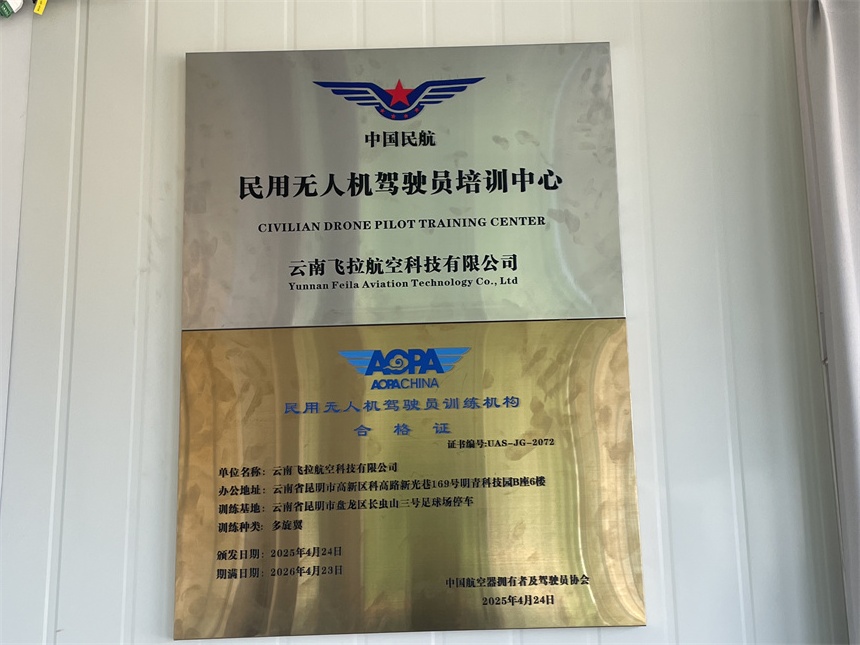 中国民航
民用无人机驾驶员培训中心
CIVILIAN DRONE PILOT TRAINING CENTER
云南飞拉航空科技有限公司
Yunnan Feila Aviation Technology Co., Ltd
AOPA
AOPA CHINA
民用无人机驾驶员训练机构
合格证
证书编号:UAS-JG-2072
单位名称: 云南飞拉航空科技有限公司
办公地址: 云南省昆明市高新区科高路新光巷169号明青科技园B座6楼
训练基地: 云南省昆明市盘龙区长虫山三号足球场停车
训练种类: 多旋翼
颁发日期: 2025年4月24日
期满日期: 2026年4月23日
中国航空器拥有者及驾驶员协会
2025年4月24日